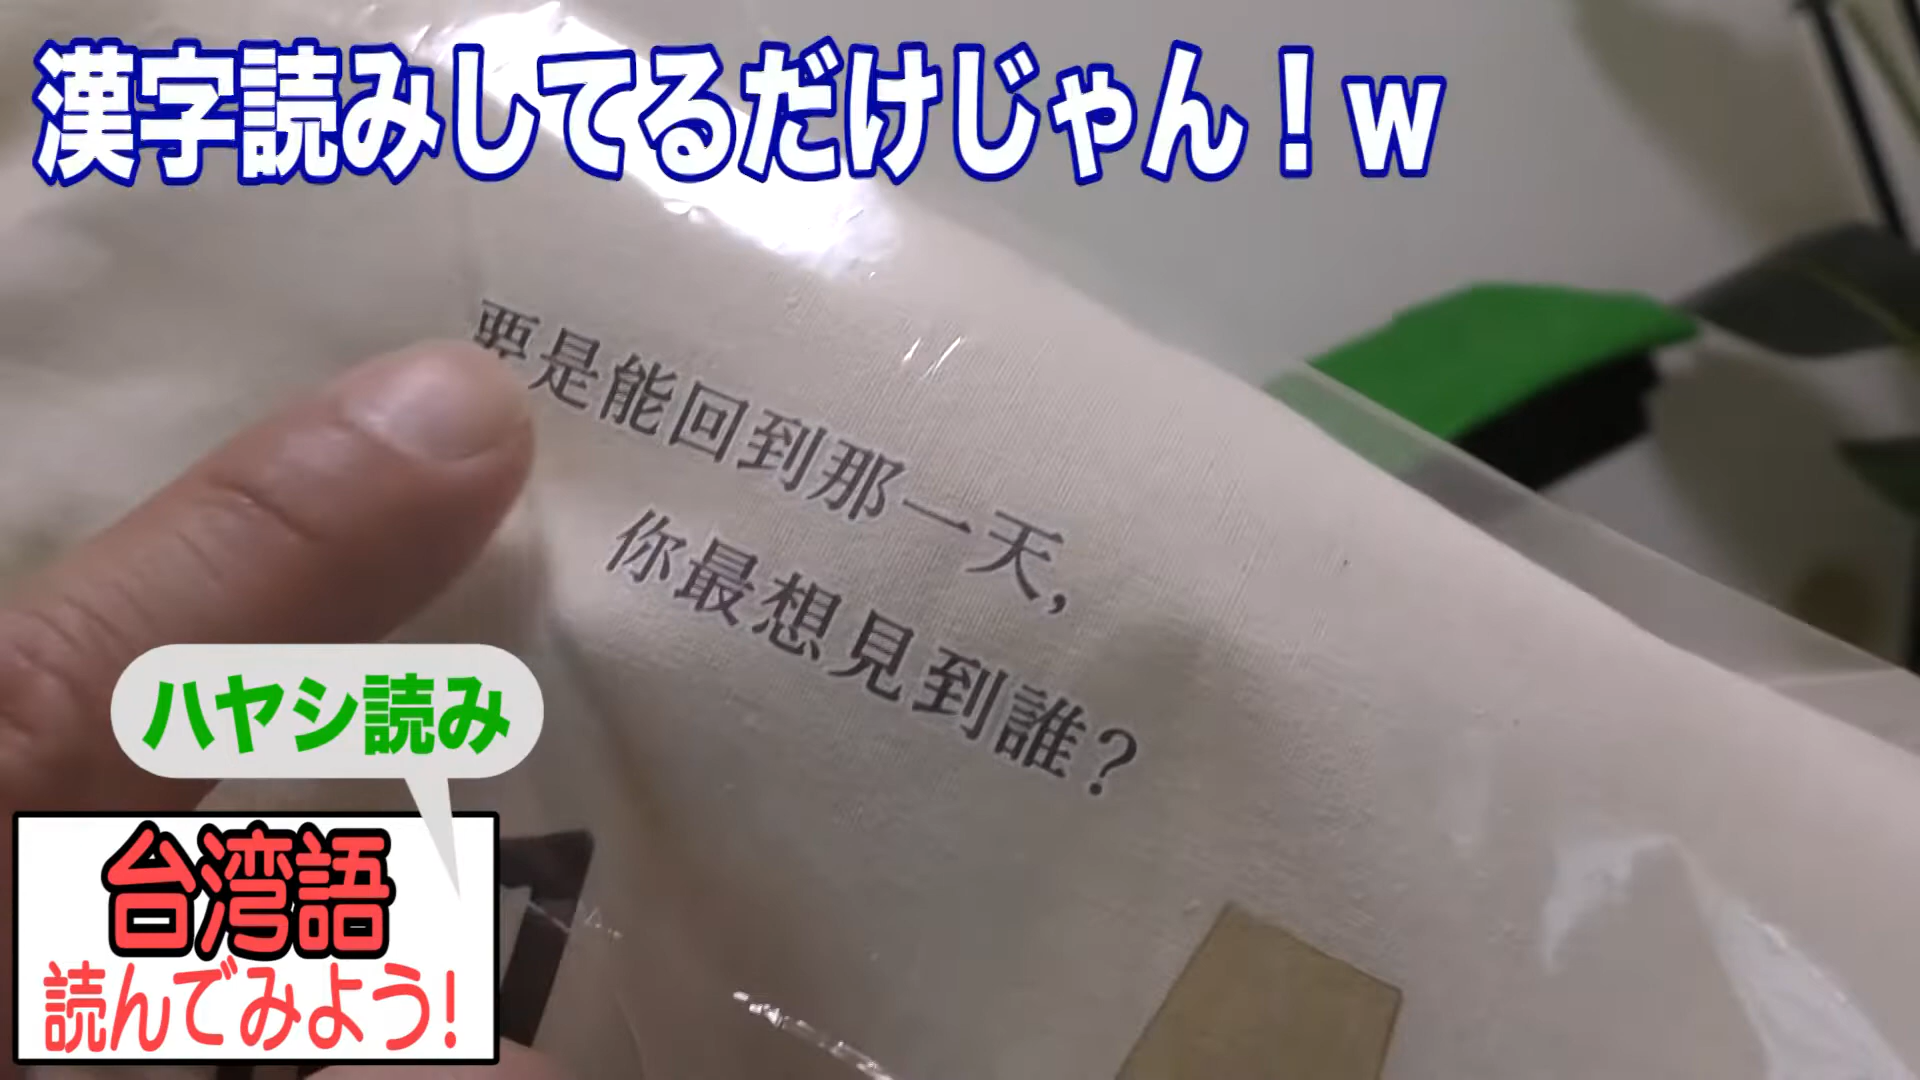 漢字読みしてるだけじゃん！w
要是能回到那一天，
你最想見到誰？
ハヤシ読み
台湾語
読んでみよう！